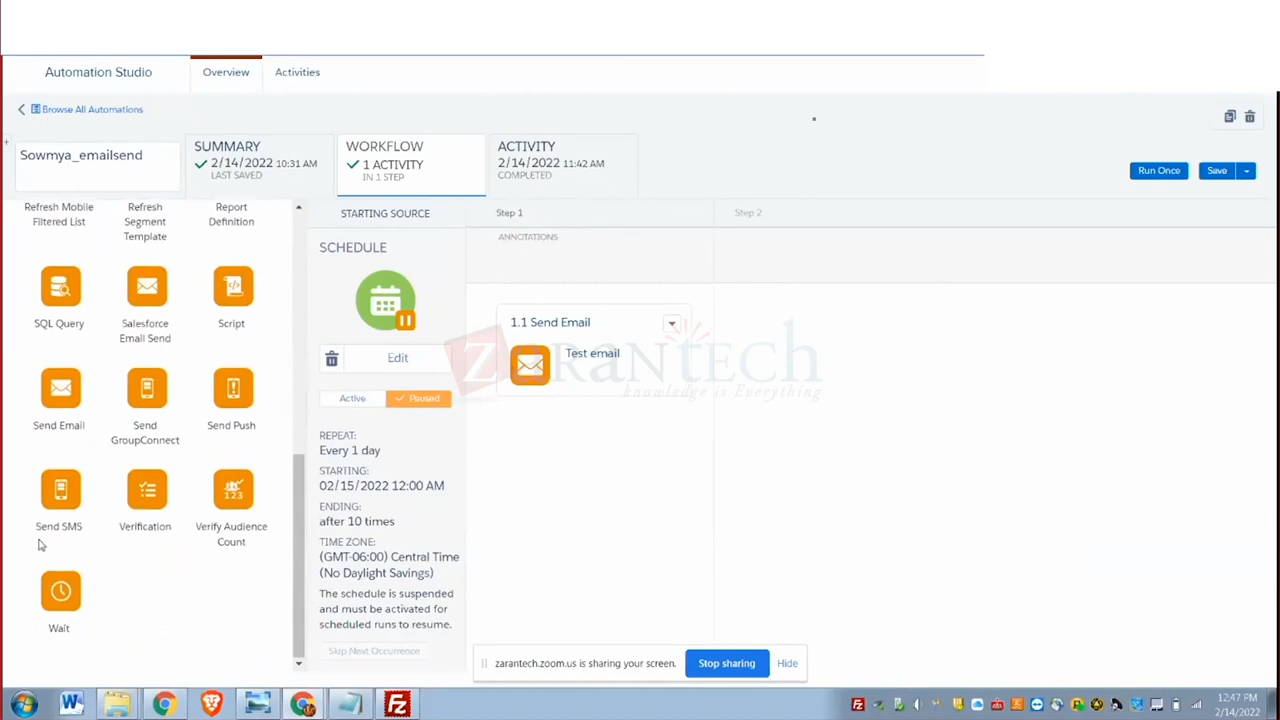 Automation Studio
Overview
Activities
Browse All Automations
Sowmya_emailsend
SUMMARY
2/14/2022 10:31 AM
LAST SAVED
WORKFLOW
1 ACTIVITY
IN 1 STEP
ACTIVITY
2/14/2022 11:42 AM
COMPLETED
Run Once
Save
Refresh Mobile
Filtered List
Refresh
Segment
Template
Report
Definition
SQL Query
Salesforce
Email Send
Script
Send Email
Send
GroupConnect
Send Push
Send SMS
Verification
123
Verify Audience
Count
Wait
STARTING SOURCE
SCHEDULE
Edit
Active
Paused
REPEAT:
Every 1 day
STARTING:
02/15/2022 12:00 AM
ENDING:
after 10 times
TIME ZONE:
(GMT-06:00) Central Time
(No Daylight Savings)
The schedule is suspended
and must be activated for
scheduled runs to resume.
Skip Next Occurrence
Step 1
Step 2
ANNOTATIONS
1.1 Send Email
Test email
ZARANTECH
knowledge is Everything
zarantech.zoom.us is sharing your screen.
Stop sharing
Hide
12:47 PM
2/14/2022